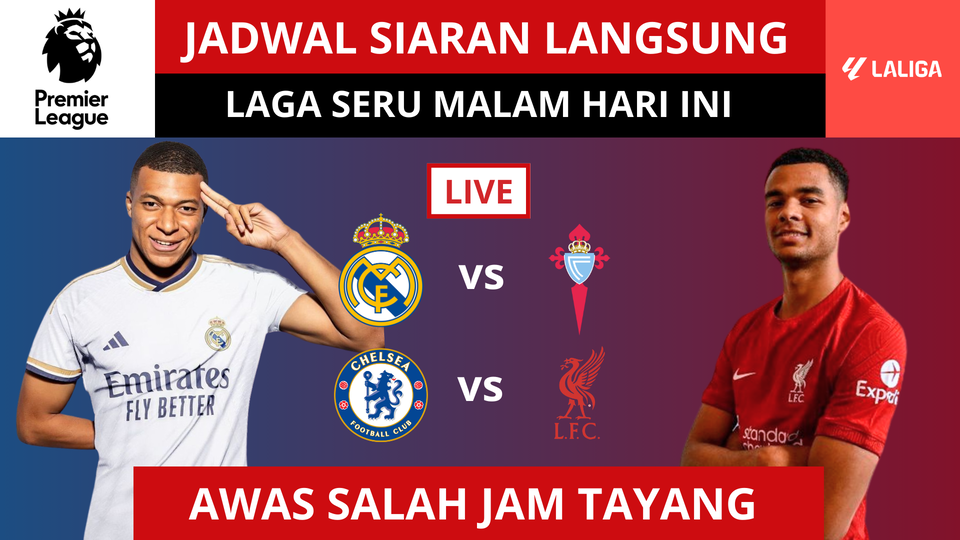 JADWAL SIARAN LANGSUNG
LAGA SERU MALAM HARI INI
Premier
League
LALIGA
LIVE
VS
CHELSEA
FOOTBALL CLUB
VS
L.F.C.
Emirates
FLY BETTER
L.F.C.
standard
AWAS SALAH JAM TAYANG